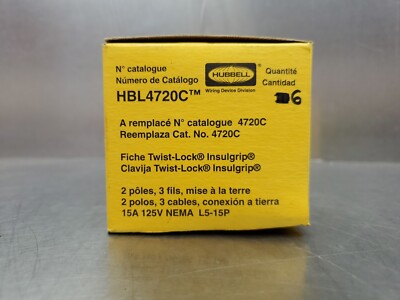 N° catalogue
Número de Catálogo
HBL4720C™
HUBBELL
Wiring Device Division
Quantité
Cantidad
6
A remplacé N° catalogue 4720C
Reemplaza Cat. No. 4720C
Fiche Twist-Lock® Insulgrip®
Clavija Twist-Lock® Insulgrip®
2 pôles, 3 fils, mise à la terre
2 polos, 3 cables, conexión a tierra
15A 125V NEMA L5-15P